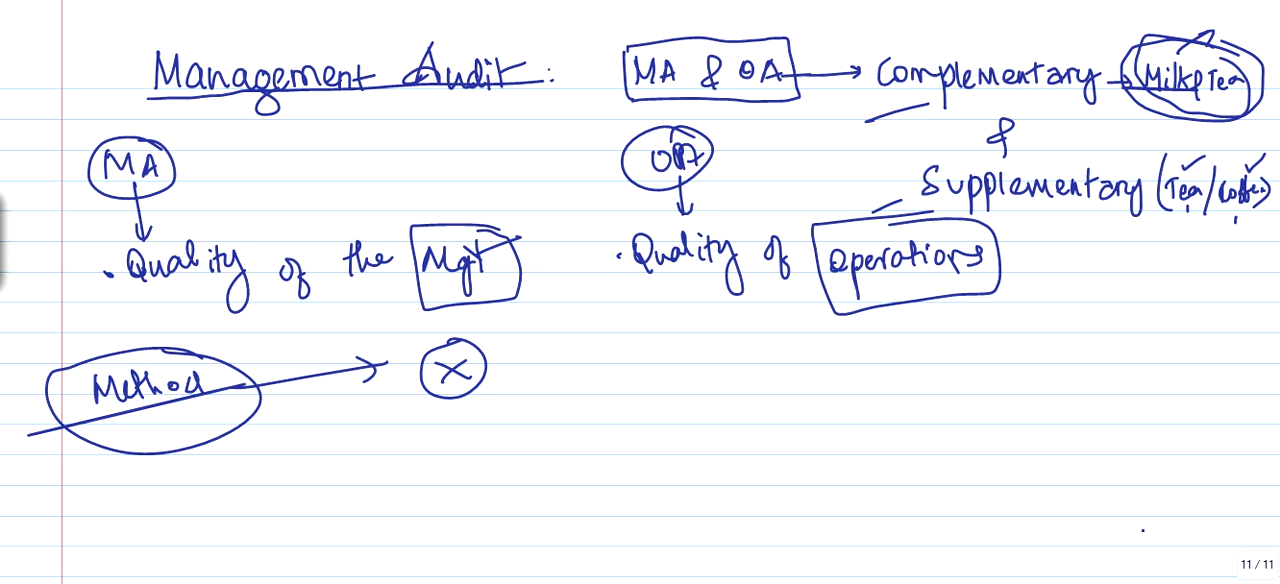 Management Audit: MA & OA → Complementary → Milk & Tea
&
MA OA Supplementary (Tea/Coffee)
• Quality of the Mgt • Quality of Operations
Method → X
11 / 11